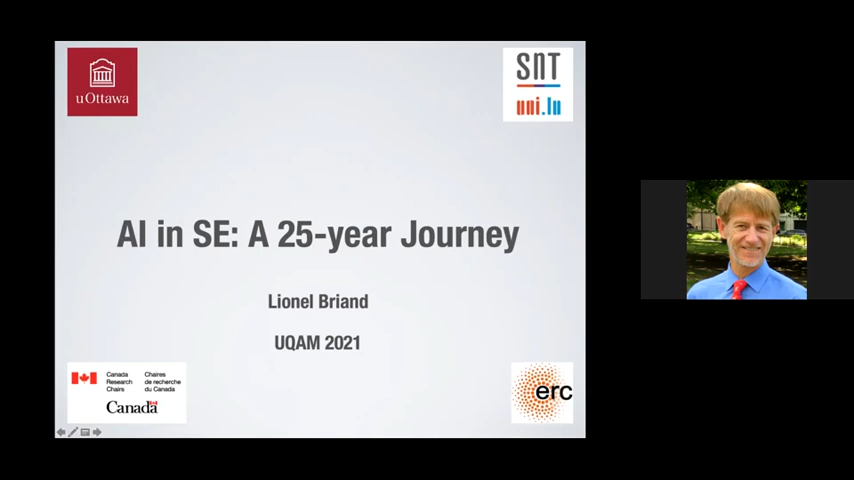 uOttawa
SNT
uni.lu
AI in SE: A 25-year Journey
Lionel Briand
UQAM 2021
Canada
Research
Chairs
Chaires
de recherche
du Canada
Canada
erc